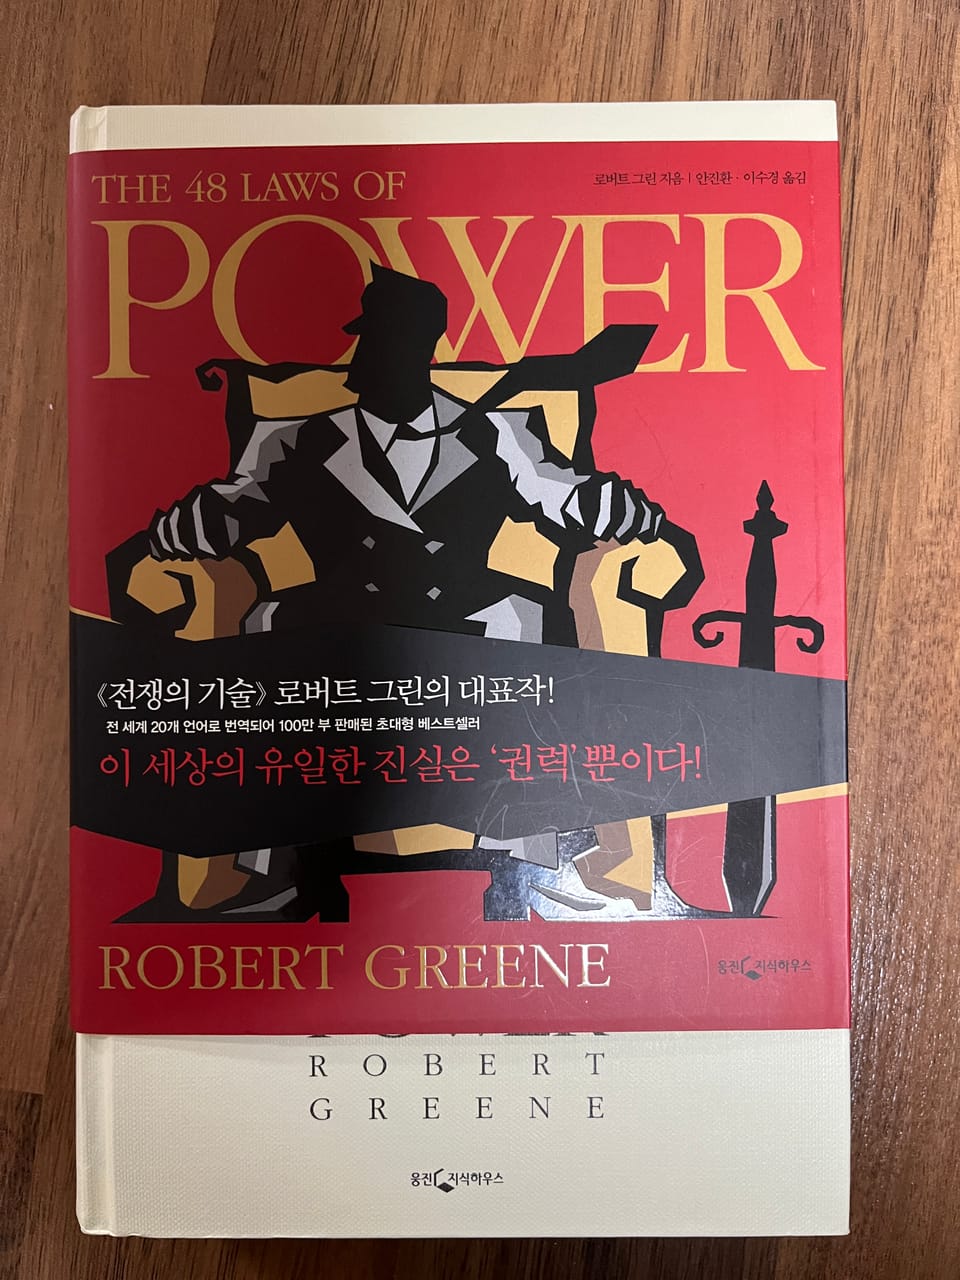 THE 48 LAWS OF
로버트 그린 지음 | 안진환 · 이수경 옮김
POWER
《전쟁의 기술》 로버트 그린의 대표작!
전 세계 20개 언어로 번역되어 100만 부 판매된 초대형 베스트셀러
이 세상의 유일한 진실은 ‘권력’ 뿐이다!
ROBERT GREENE
웅진 지식하우스
POWER
ROBERT
GREENE
웅진 지식하우스